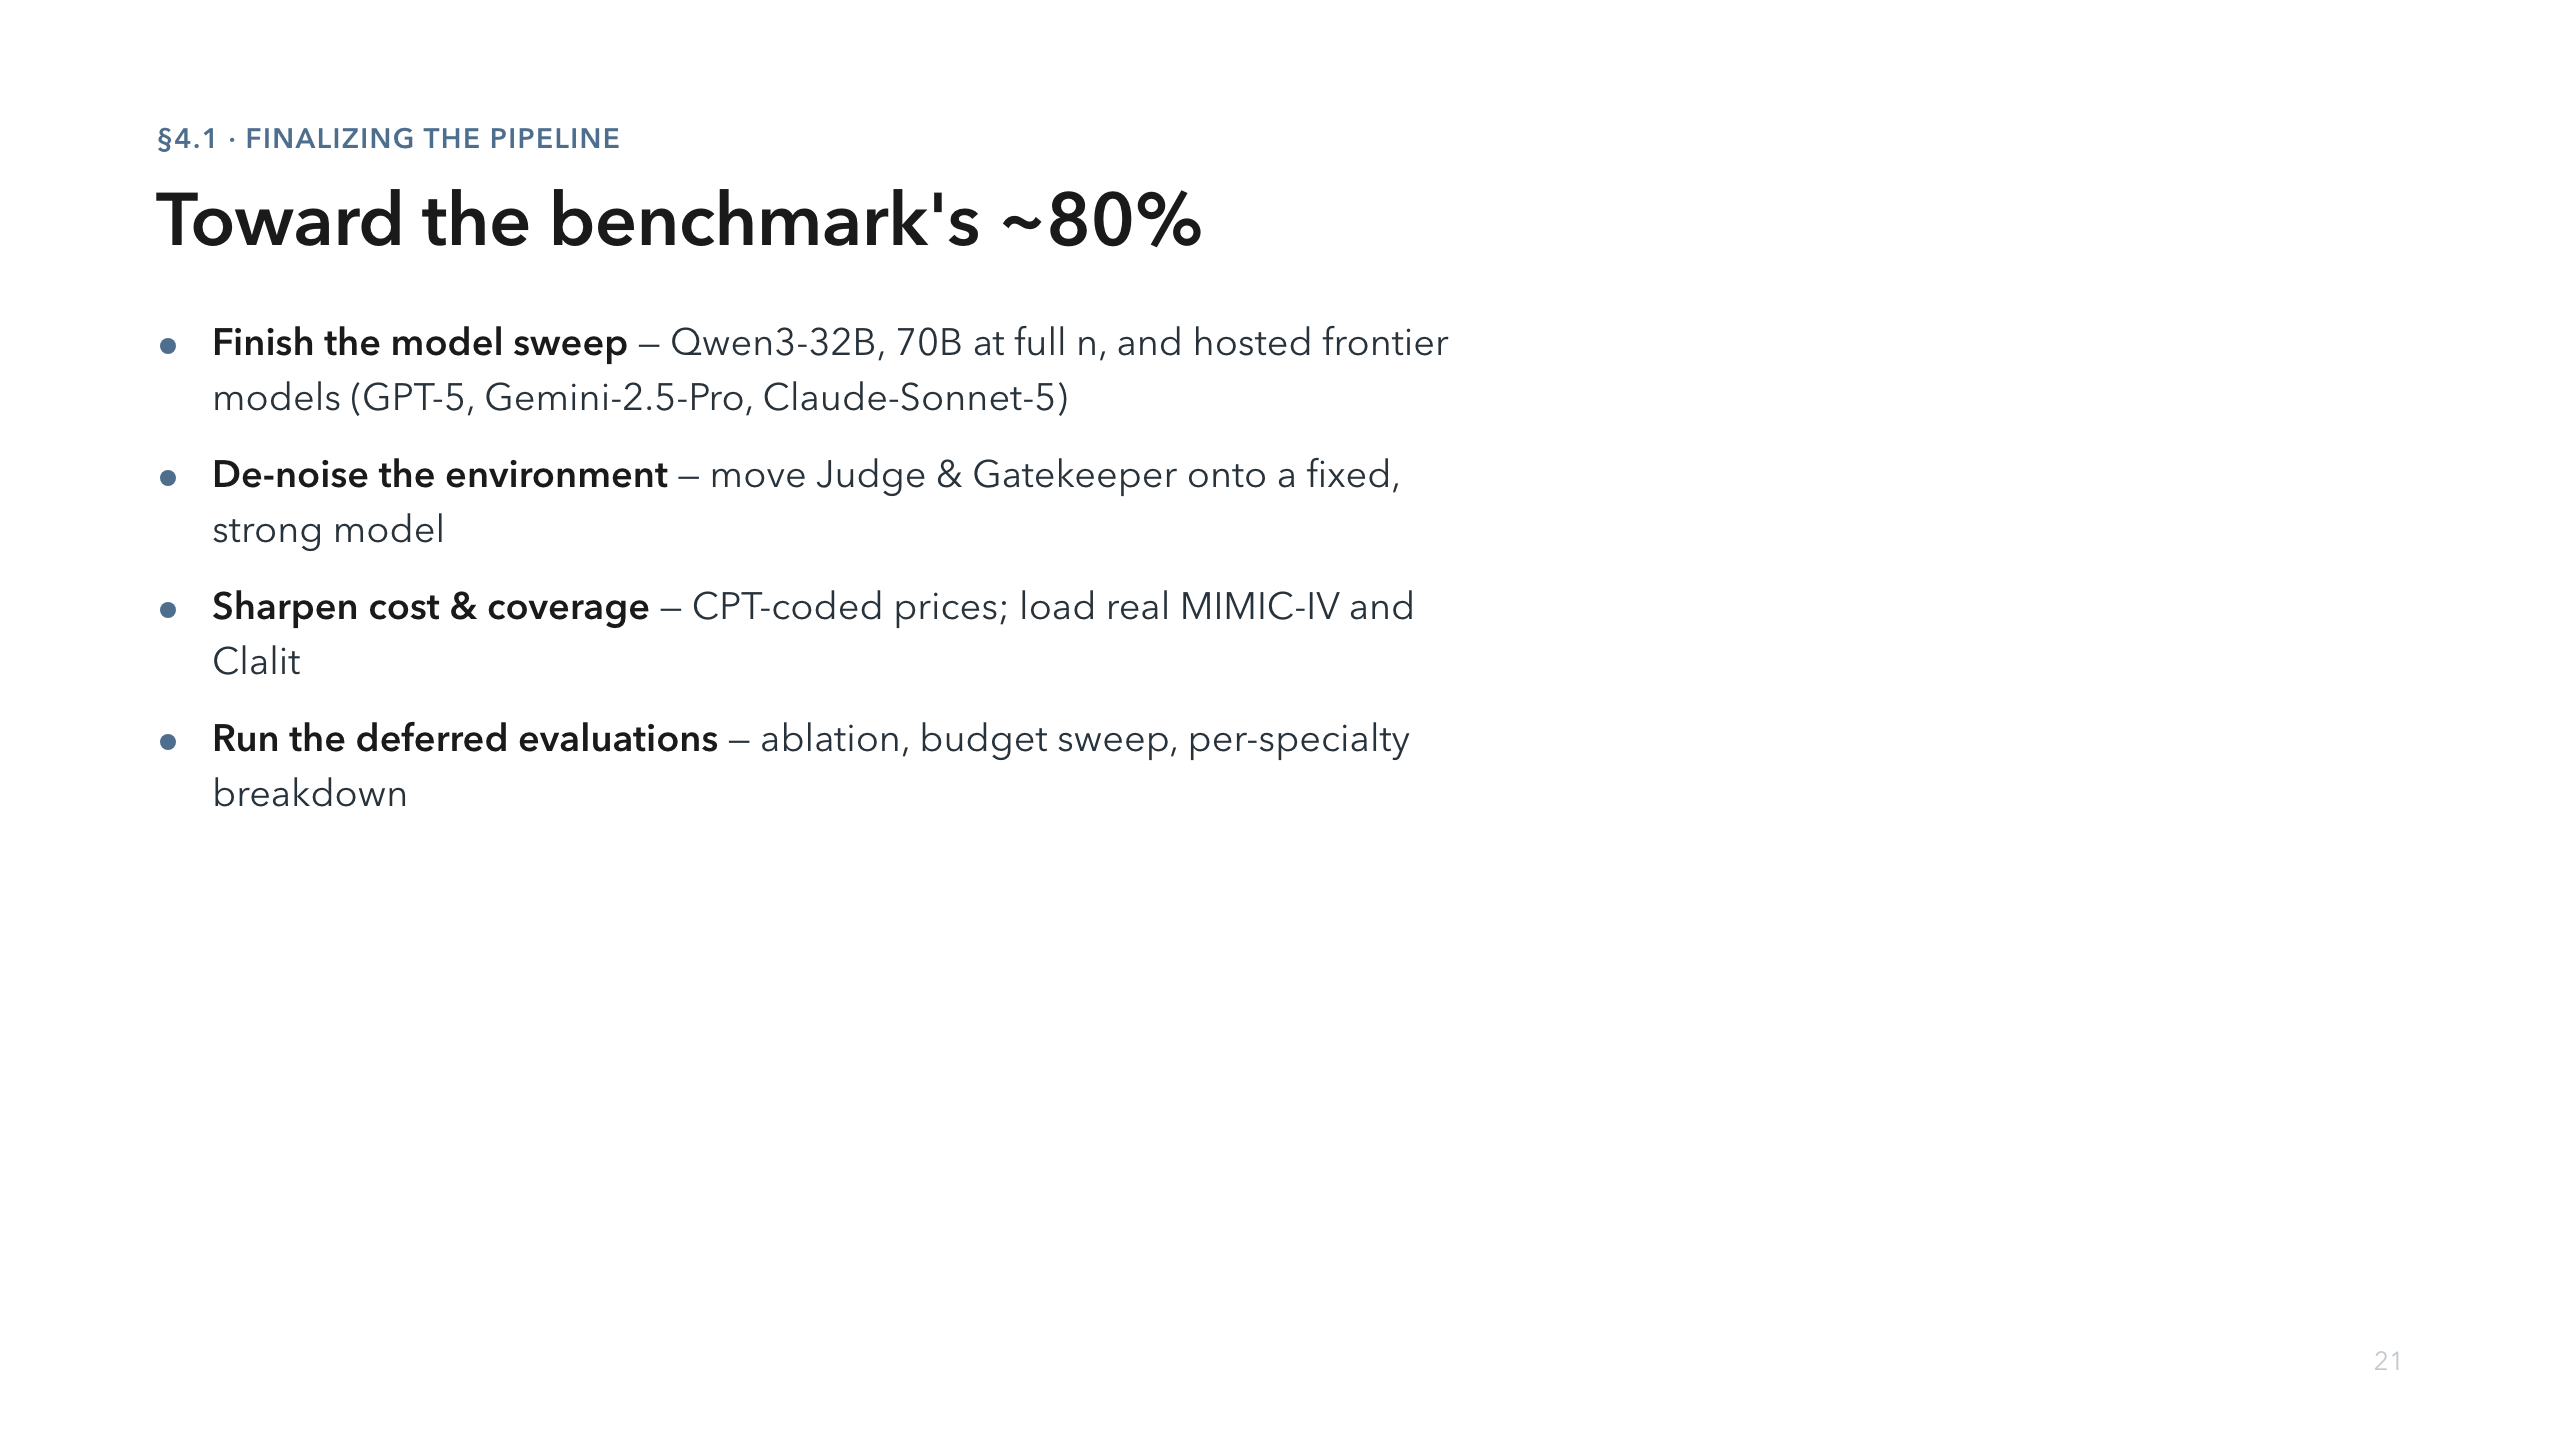 §4.1 · FINALIZING THE PIPELINE
Toward the benchmark's ~80%
• Finish the model sweep – Qwen3-32B, 70B at full n, and hosted frontier
models (GPT-5, Gemini-2.5-Pro, Claude-Sonnet-5)
• De-noise the environment – move Judge & Gatekeeper onto a fixed,
strong model
• Sharpen cost & coverage – CPT-coded prices; load real MIMIC-IV and
Clalit
• Run the deferred evaluations – ablation, budget sweep, per-specialty
breakdown
21